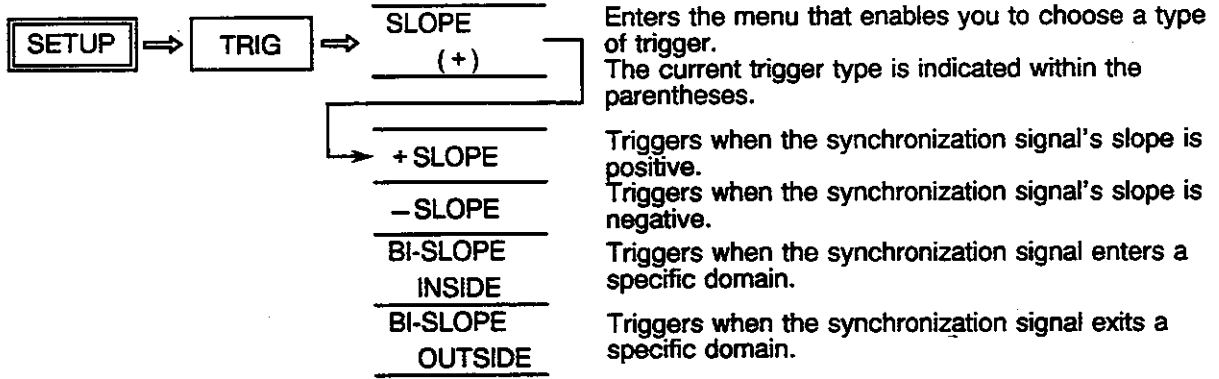 SETUP TRIG SLOPE
(+)
Enters the menu that enables you to choose a type
of trigger.
The current trigger type is indicated within the
parentheses.
+SLOPE
Triggers when the synchronization signal's slope is
positive.
−SLOPE
Triggers when the synchronization signal's slope is
negative.
BI-SLOPE
INSIDE
Triggers when the synchronization signal enters a
specific domain.
BI-SLOPE
OUTSIDE
Triggers when the synchronization signal exits a
specific domain.